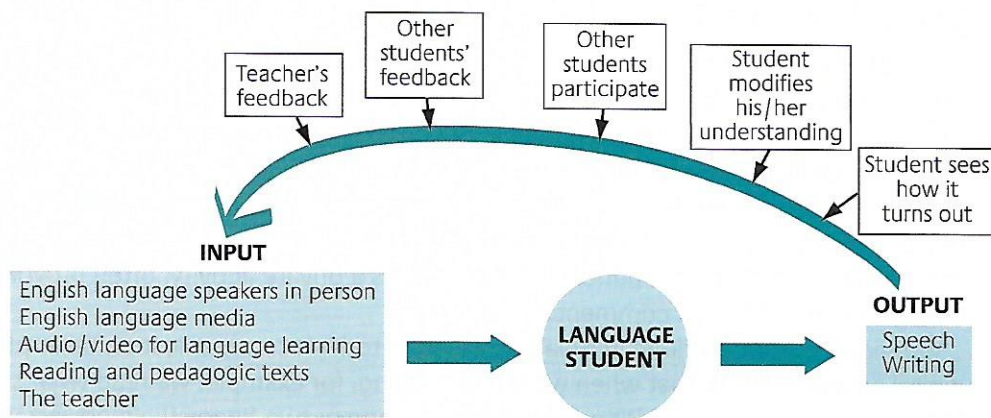 Teacher's
feedback
Other
students'
feedback
Other
students
participate
Student
modifies
his/her
understanding
Student sees
how it
turns out
INPUT
English language speakers in person
English language media
Audio/video for language learning
Reading and pedagogic texts
The teacher
LANGUAGE
STUDENT
OUTPUT
Speech
Writing